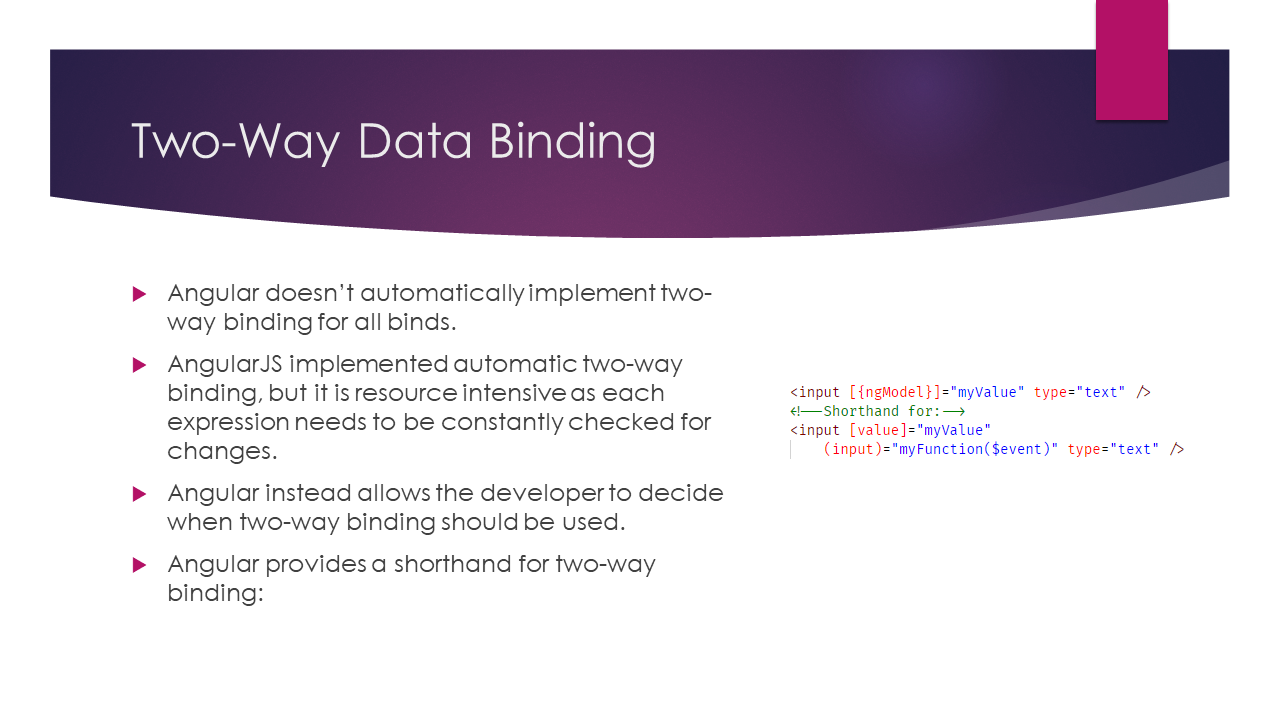 Two-Way Data Binding
Angular doesn’t automatically implement two-
way binding for all binds.
AngularJS implemented automatic two-way
binding, but it is resource intensive as each
expression needs to be constantly checked for
changes.
Angular instead allows the developer to decide
when two-way binding should be used.
Angular provides a shorthand for two-way
binding:
<input [{ngModel}]="myValue" type="text" />
<!--Shorthand for:-->
<input [value]="myValue"
(input)="myFunction($event)" type="text" />